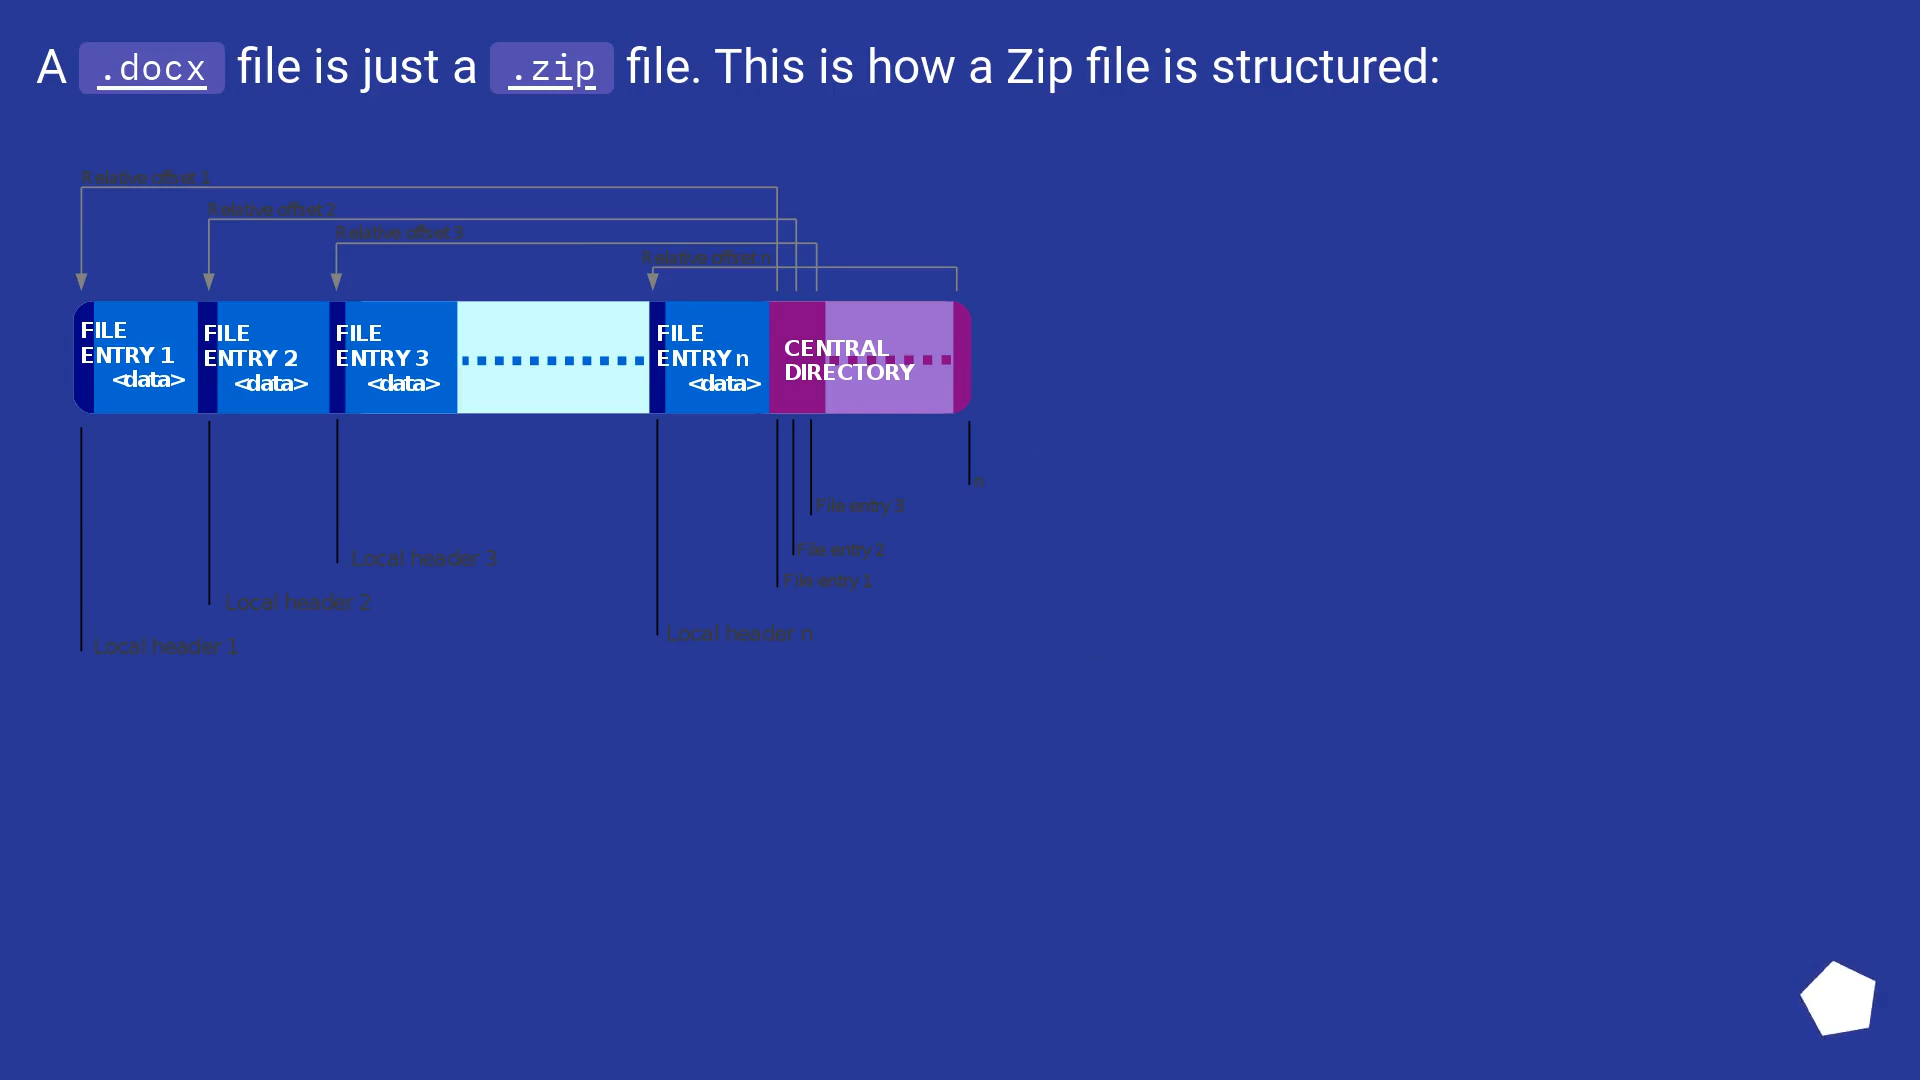 A .docx file is just a .zip file. This is how a Zip file is structured:
Relative offset 1
Relative offset 2
Relative offset 3
Relative offset n
FILE
ENTRY 1
<data>
FILE
ENTRY 2
<data>
FILE
ENTRY 3
<data>
FILE
ENTRY n
<data>
CENTRAL
DIRECTORY
n
File entry 3
File entry 2
File entry 1
Local header 3
Local header 2
Local header n
Local header 1